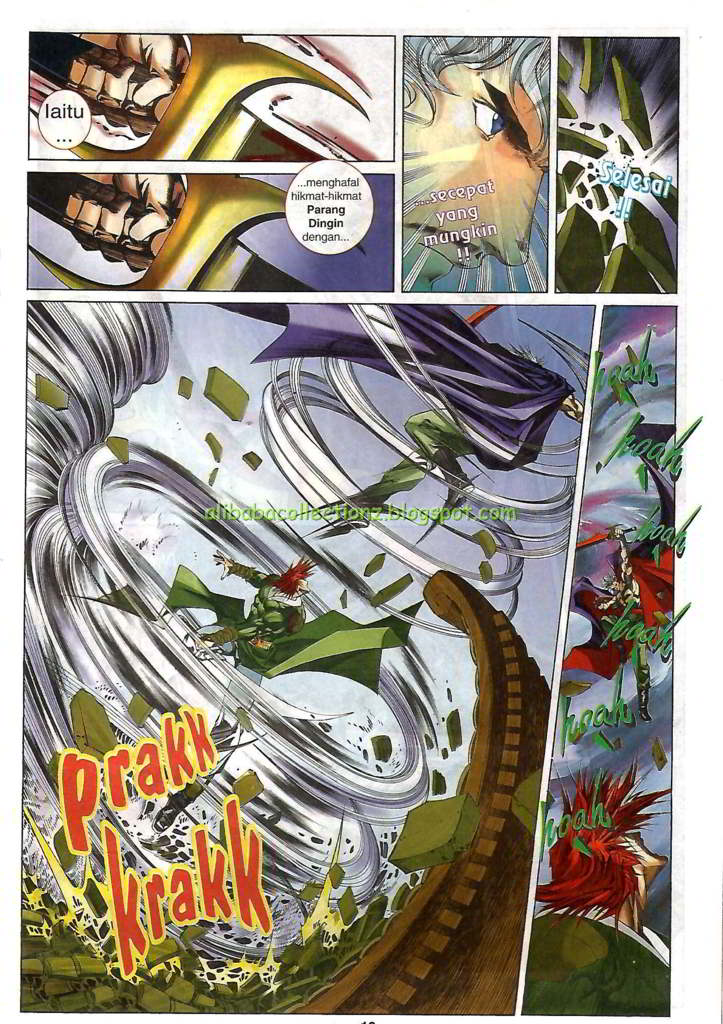 Iaitu
...
...menghafal
hikmat-hikmat
Parang
Dingin
dengan...
...secepat
yang
mungkin
!!
Selesai
!!
alibabacollectionz.blogspot.com
hoah
hoah
hoah
hoah
hoah
hoah
prakk
krakk